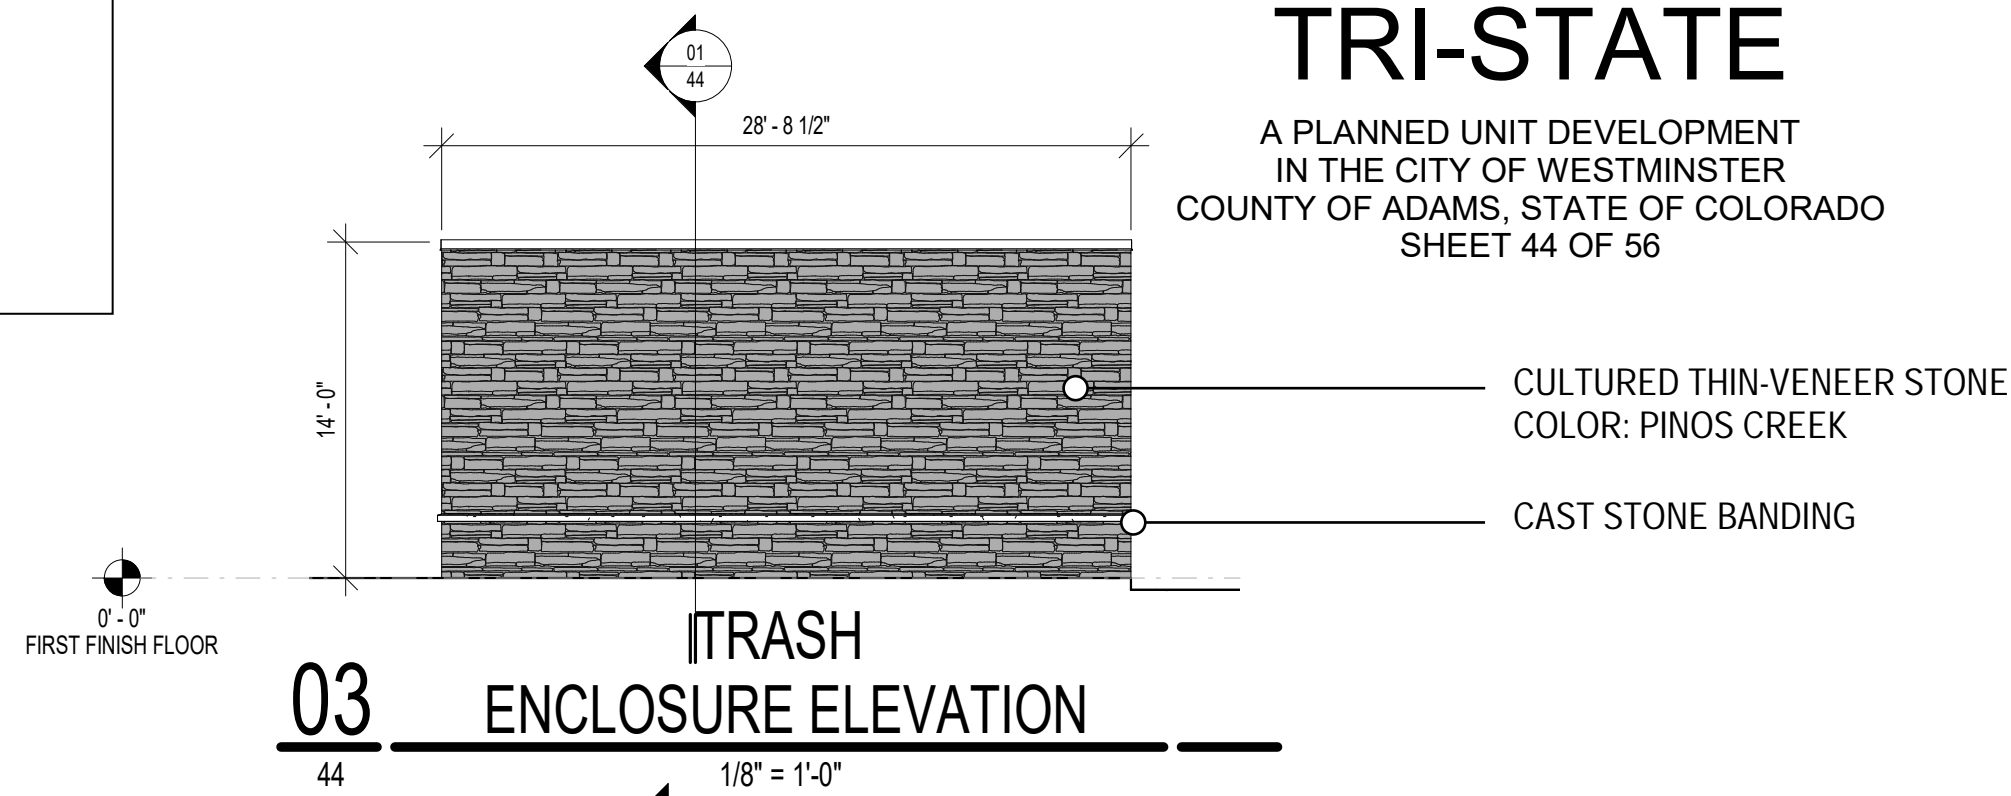 TRI-STATE
A PLANNED UNIT DEVELOPMENT
IN THE CITY OF WESTMINSTER
COUNTY OF ADAMS, STATE OF COLORADO
SHEET 44 OF 56
01
44
28' - 8 1/2"
14' - 0"
CULTURED THIN-VENEER STONE
COLOR: PINOS CREEK
CAST STONE BANDING
0' - 0"
FIRST FINISH FLOOR
TRASH
03 ENCLOSURE ELEVATION
44 1/8" = 1'-0"